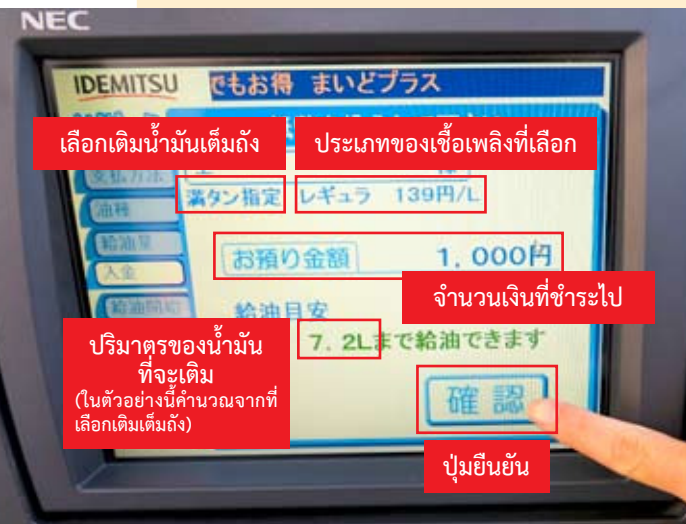 NEC
IDEMITSU でもお得 まいどプラス
เลือกเติมน้ำมันเต็มถัง
ประเภทของเชื้อเพลิงที่เลือก
支払方法
満タン指定 レギュラ 139円/L
油種
給油量
お預り金額 1,000円
入金
จำนวนเงินที่ชำระไป
給油開始
給油目安
7.2Lまで給油できます
ปริมาตรของน้ำมัน
ที่จะเติม
(ในตัวอย่างนี้คำนวณจากที่
เลือกเติมเต็มถัง)
確認
ปุ่มยืนยัน